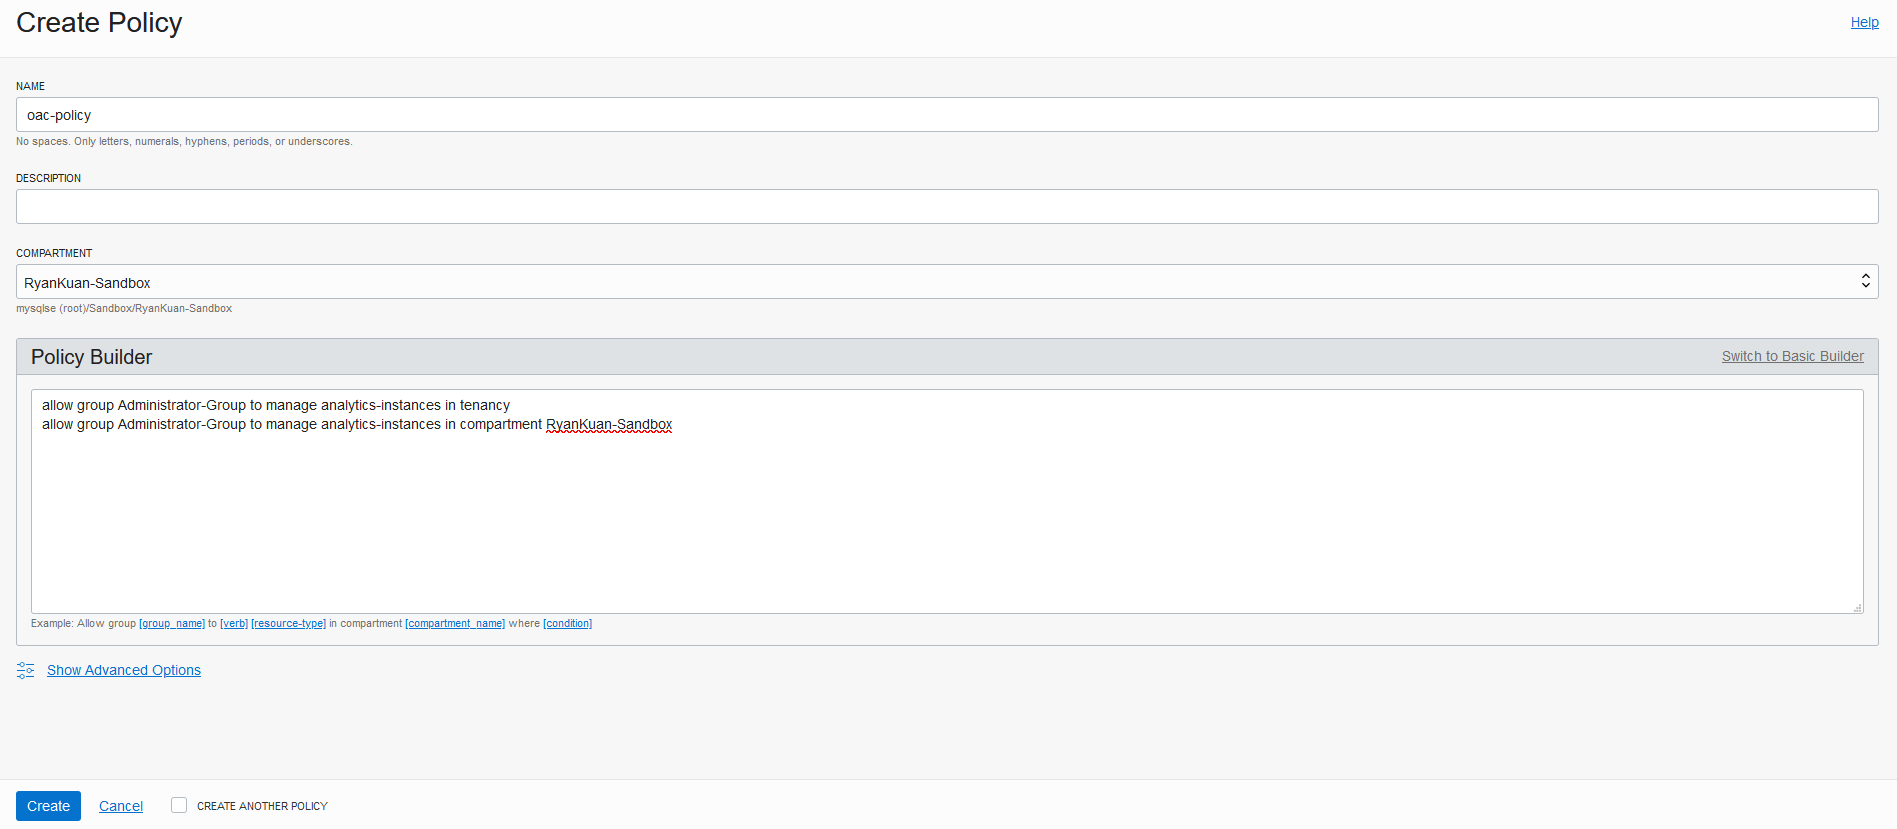 Create Policy
Help
NAME
oac-policy
No spaces. Only letters, numerals, hyphens, periods, or underscores.
DESCRIPTION
COMPARTMENT
RyanKuan-Sandbox
mysqlse (root)/Sandbox/RyanKuan-Sandbox
Policy Builder
Switch to Basic Builder
allow group Administrator-Group to manage analytics-instances in tenancy
allow group Administrator-Group to manage analytics-instances in compartment RyanKuan-Sandbox
Example: Allow group [group_name] to [verb] [resource-type] in compartment [compartment_name] where [condition]
Show Advanced Options
Create
Cancel
CREATE ANOTHER POLICY